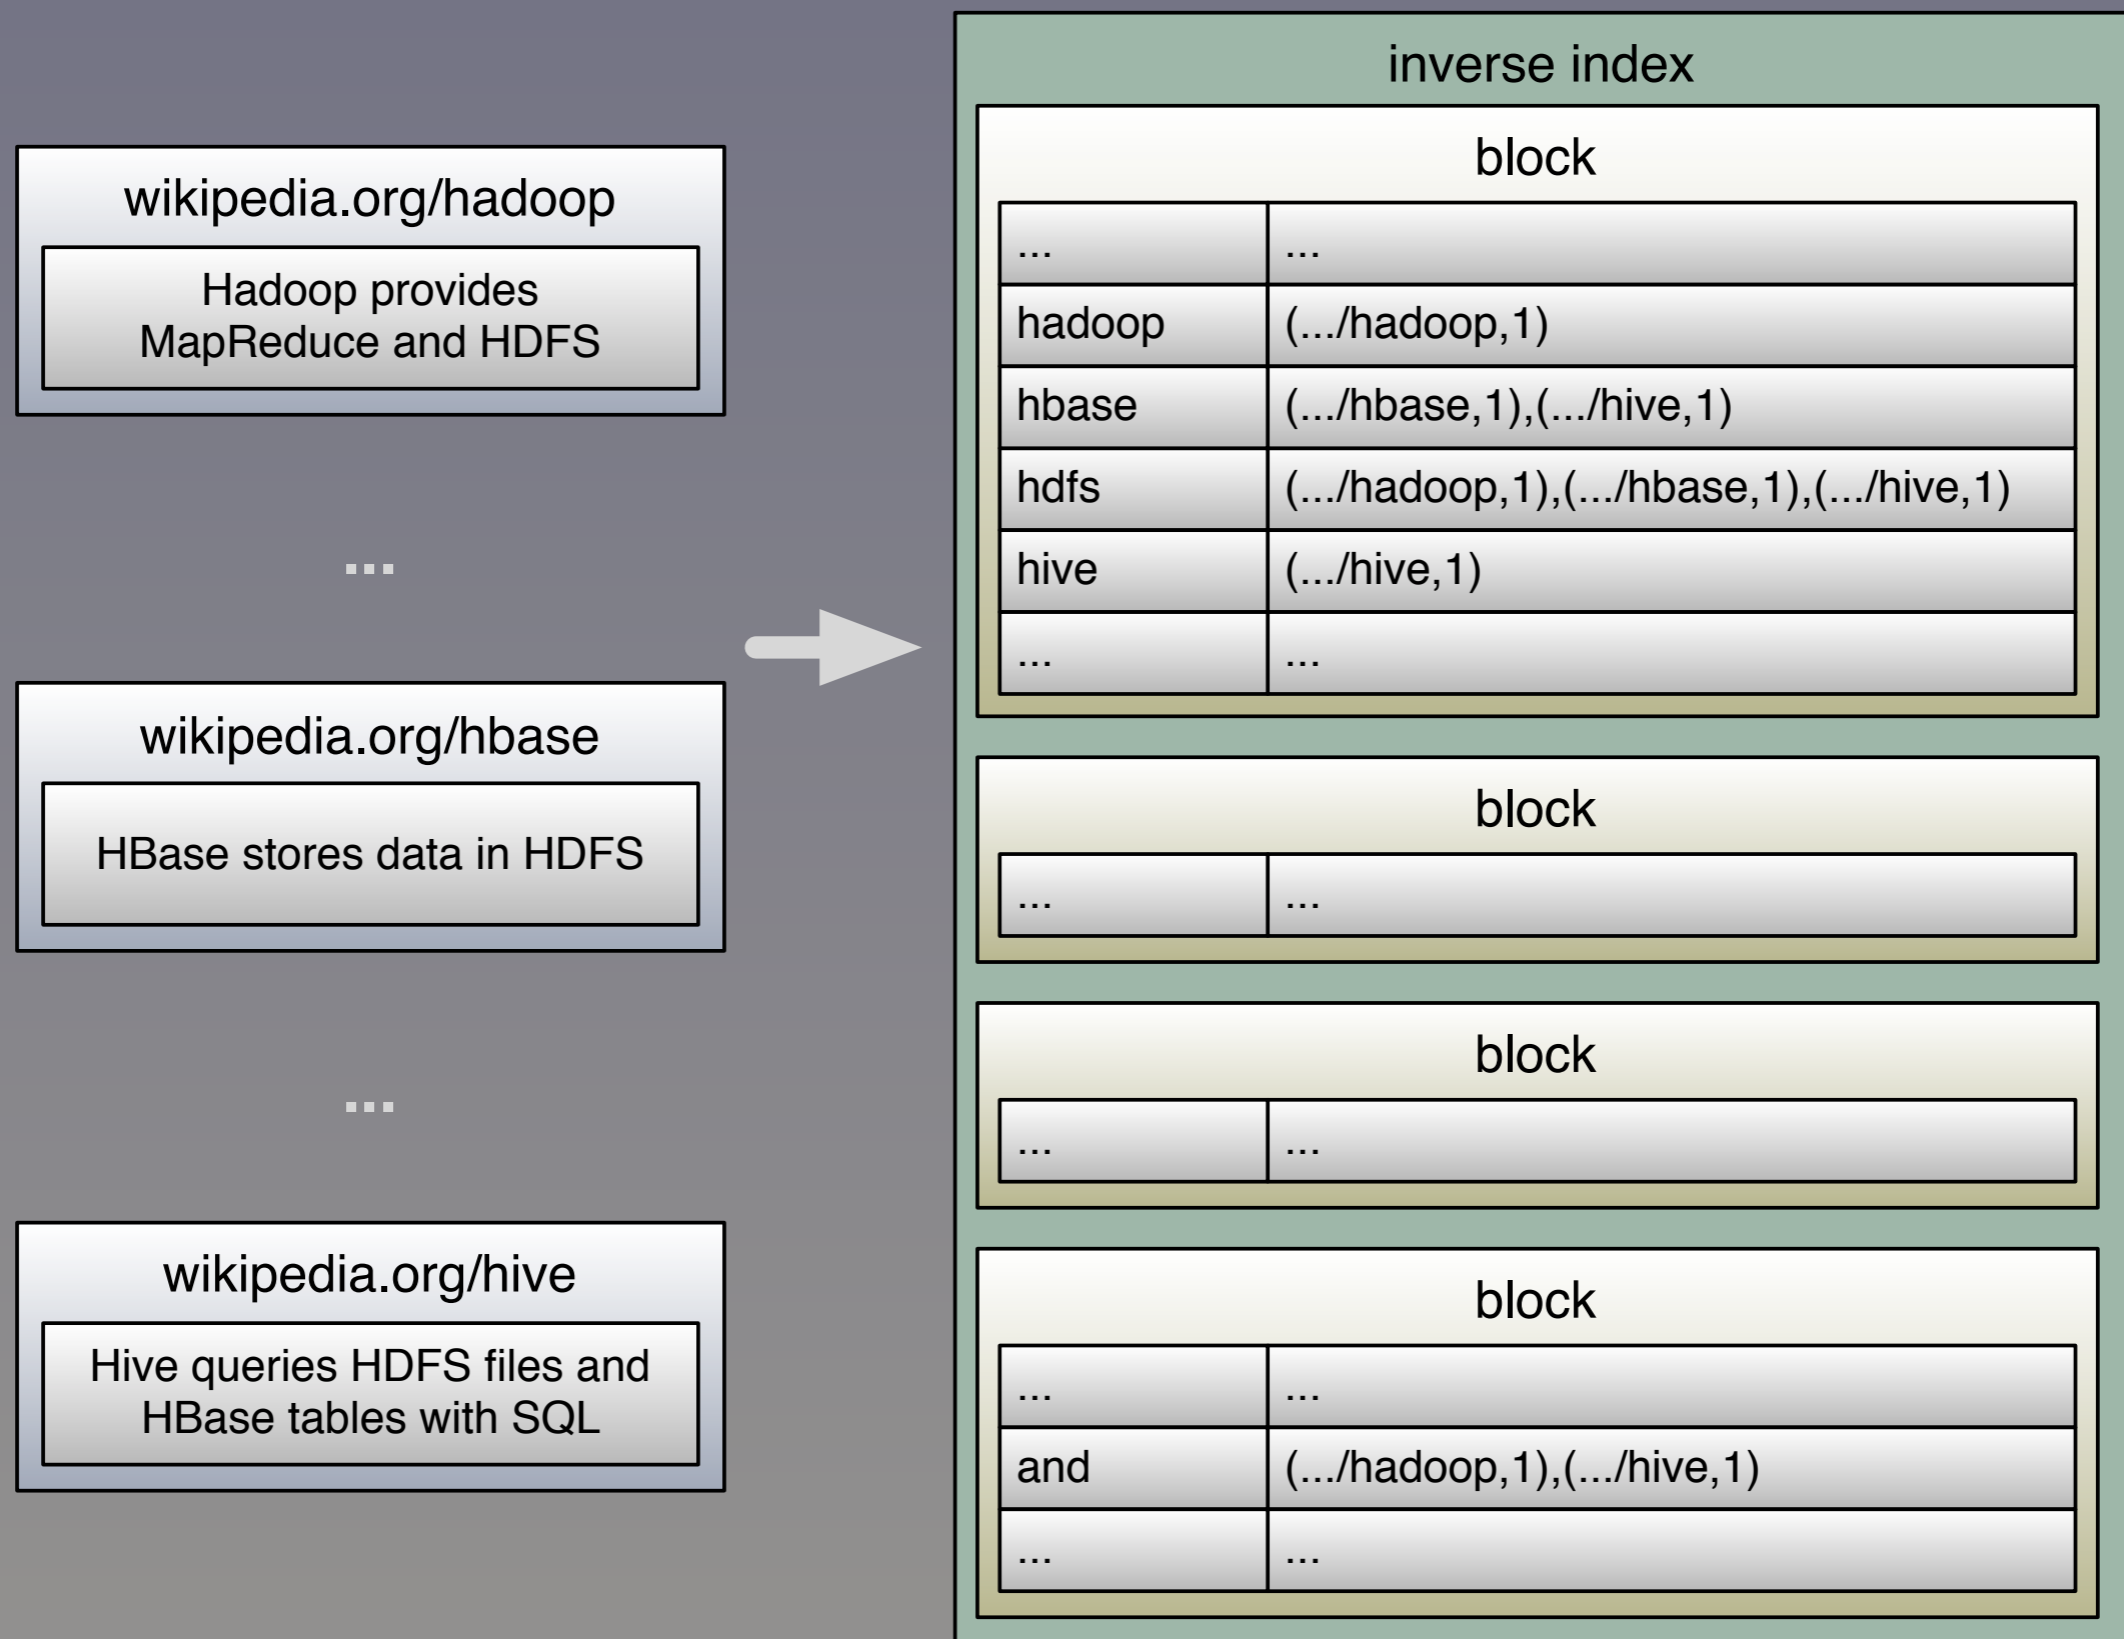 wikipedia.org/hadoop
Hadoop provides
MapReduce and HDFS
...
wikipedia.org/hbase
HBase stores data in HDFS
...
wikipedia.org/hive
Hive queries HDFS files and
HBase tables with SQL
inverse index
block
... ...
hadoop (.../hadoop,1)
hbase (.../hbase,1),(.../hive,1)
hdfs (.../hadoop,1),(.../hbase,1),(.../hive,1)
hive (.../hive,1)
... ...
block
... ...
block
... ...
block
... ...
and (.../hadoop,1),(.../hive,1)
... ...